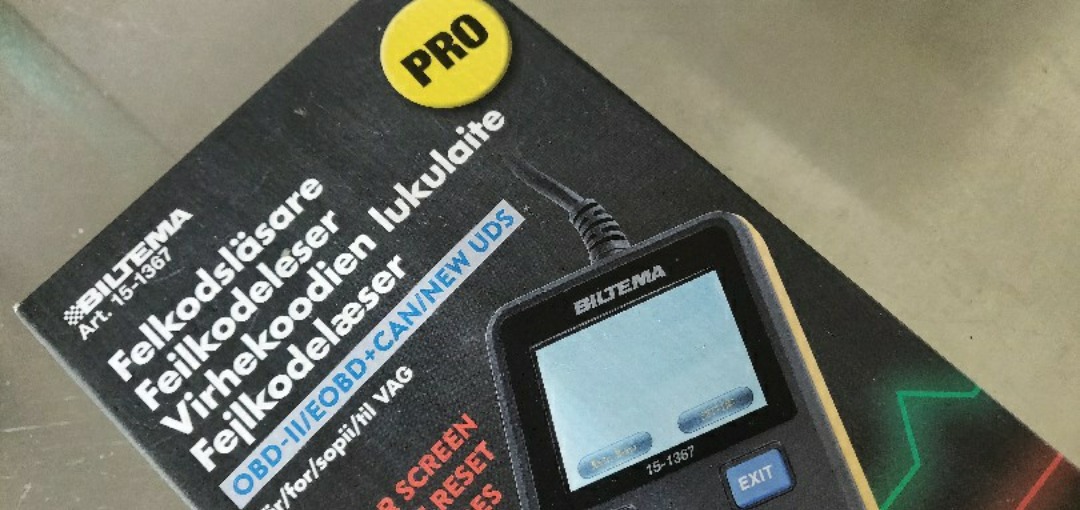 PRO
BILTEMA
Art. 15-1367
Felkodsläsare
Feilkodeleser
Virhekoodien lukulaite
Fejlkodelæser
OBD-II/EOBD+CAN/NEW UDS
för/for/sopii/til VAG
SCREEN
RESET
BILTEMA
15-1367
EXIT